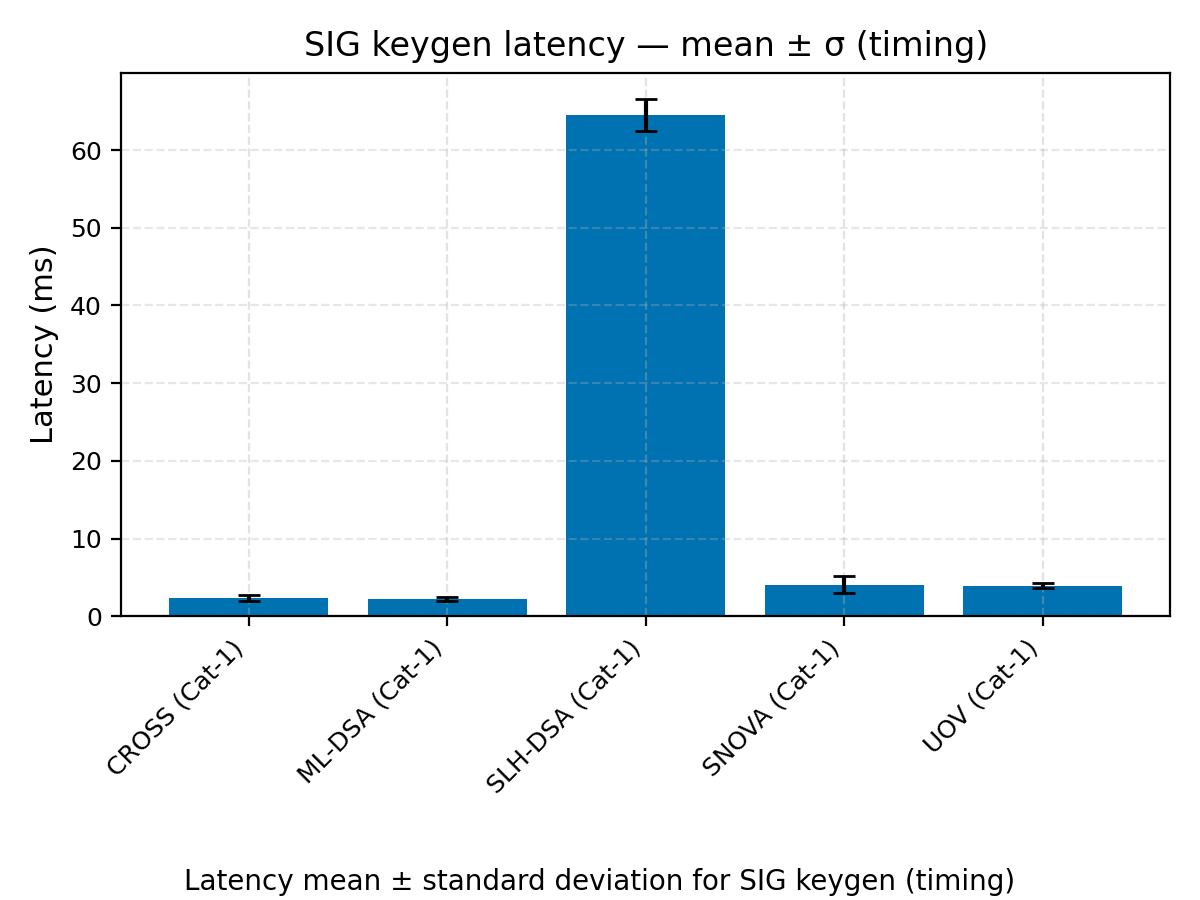 SIG keygen latency — mean ± σ (timing)
Latency (ms)
60
50
40
30
20
10
0
CROSS (Cat-1)
ML-DSA (Cat-1)
SLH-DSA (Cat-1)
SNOVA (Cat-1)
UOV (Cat-1)
Latency mean ± standard deviation for SIG keygen (timing)